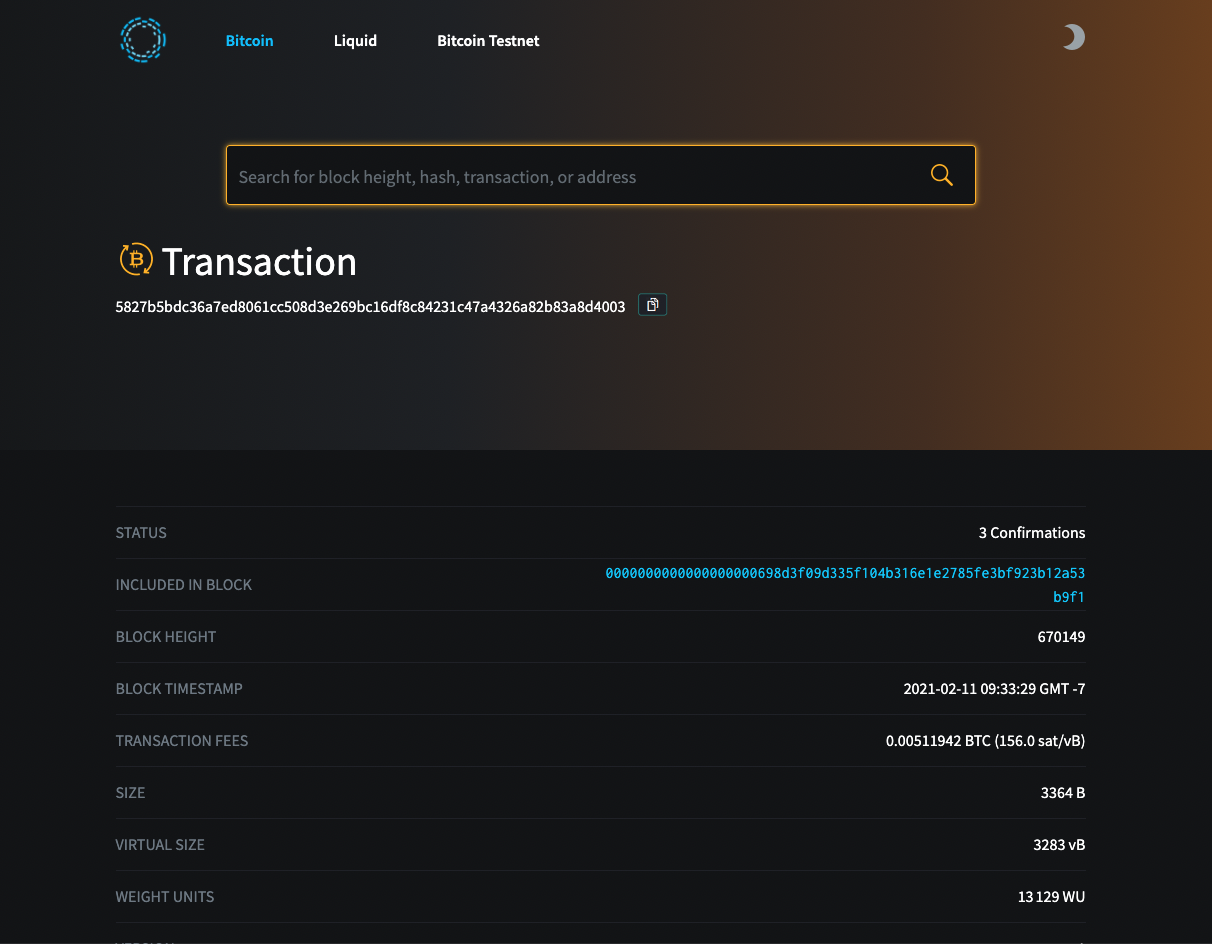 Bitcoin Liquid Bitcoin Testnet
Search for block height, hash, transaction, or address
Transaction
5827b5bdc36a7ed8061cc508d3e269bc16df8c84231c47a4326a82b83a8d4003
STATUS 3 Confirmations
INCLUDED IN BLOCK 0000000000000000000698d3f09d335f104b316e1e2785fe3bf923b12a53
b9f1
BLOCK HEIGHT 670149
BLOCK TIMESTAMP 2021-02-11 09:33:29 GMT -7
TRANSACTION FEES 0.00511942 BTC (156.0 sat/vB)
SIZE 3364 B
VIRTUAL SIZE 3283 vB
WEIGHT UNITS 13 129 WU